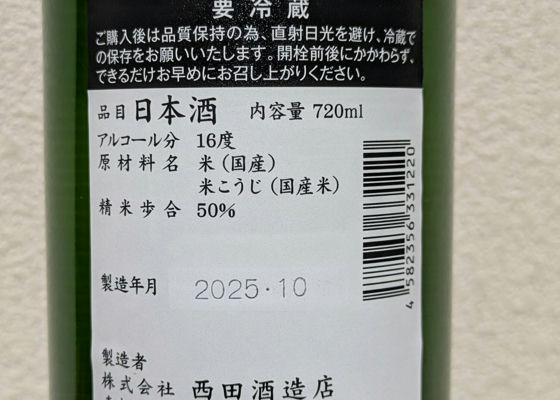 要冷蔵
ご購入後は品質保持の為、直射日光を避け、冷蔵で
の保存をお願いいたします。開栓前後にかかわらず、
できるだけお早めにお召し上がりください。
品目 日本酒 内容量 720ml
アルコール分 16度
原材料名 米（国産）
米こうじ（国産米）
精米歩合 50%
製造年月 2025・10
製造者
株式会社 西田酒造店
4 582356 331220